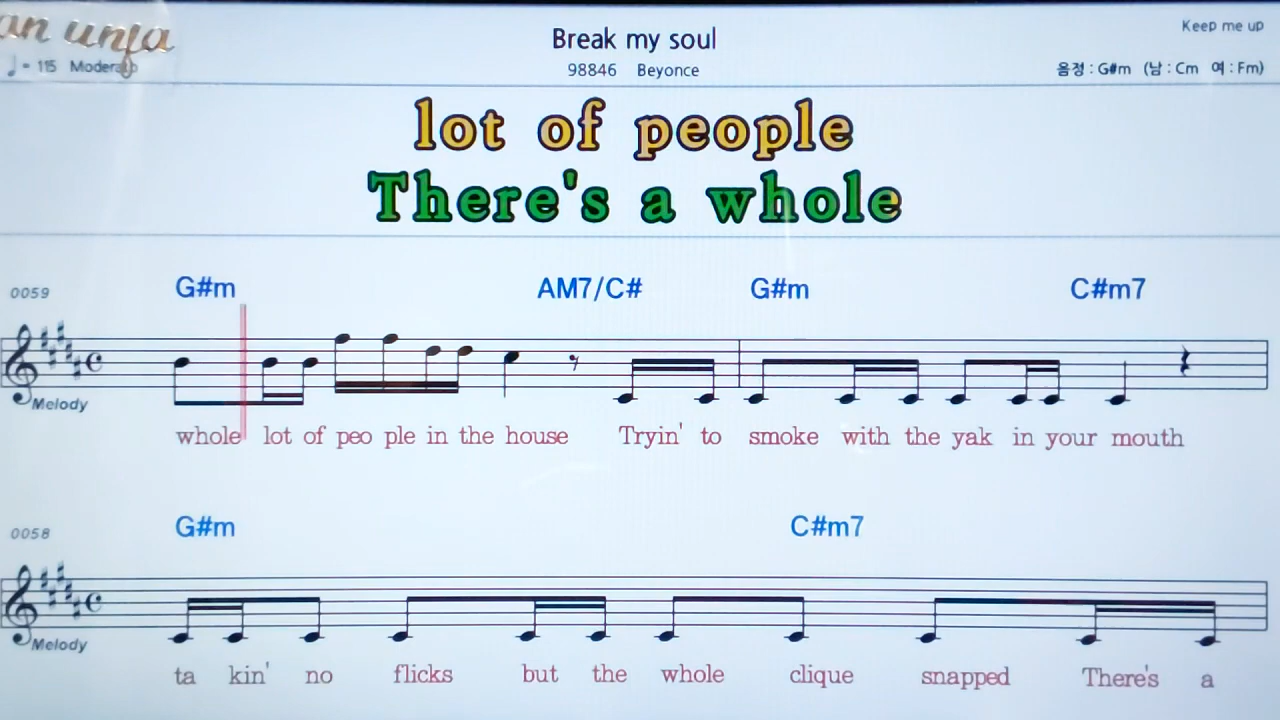 an unja
Keep me up
Break my soul
♩ = 115 Moderato
98846 Beyonce
음정 : G#m (남 : Cm 여 : Fm)
lot of people
There's a whole
0059 G#m AM7/C# G#m C#m7
Melody
whole lot of peo ple in the house Tryin' to smoke with the yak in your mouth
0058 G#m C#m7
Melody
ta kin' no flicks but the whole clique snapped There's a